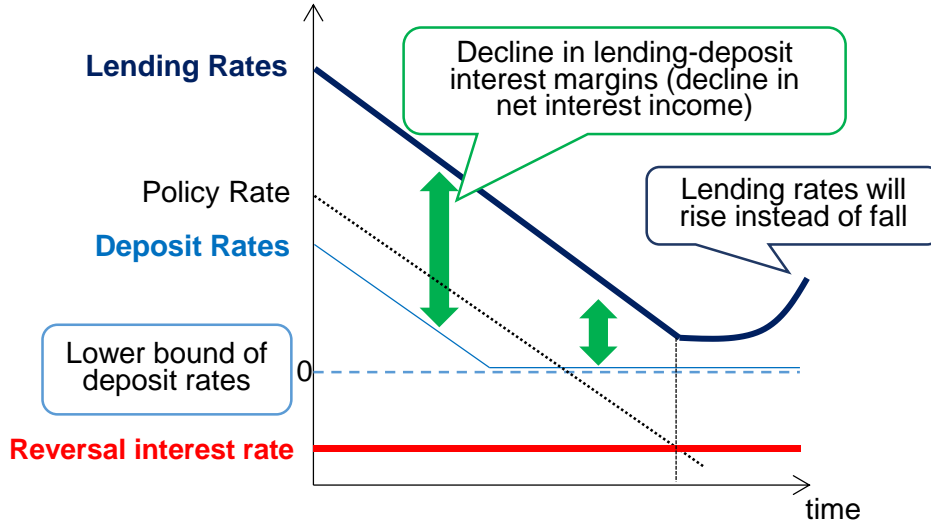 Lending Rates
Decline in lending-deposit
interest margins (decline in
net interest income)
Policy Rate
Lending rates will
rise instead of fall
Deposit Rates
Lower bound of
deposit rates
0
Reversal interest rate
time